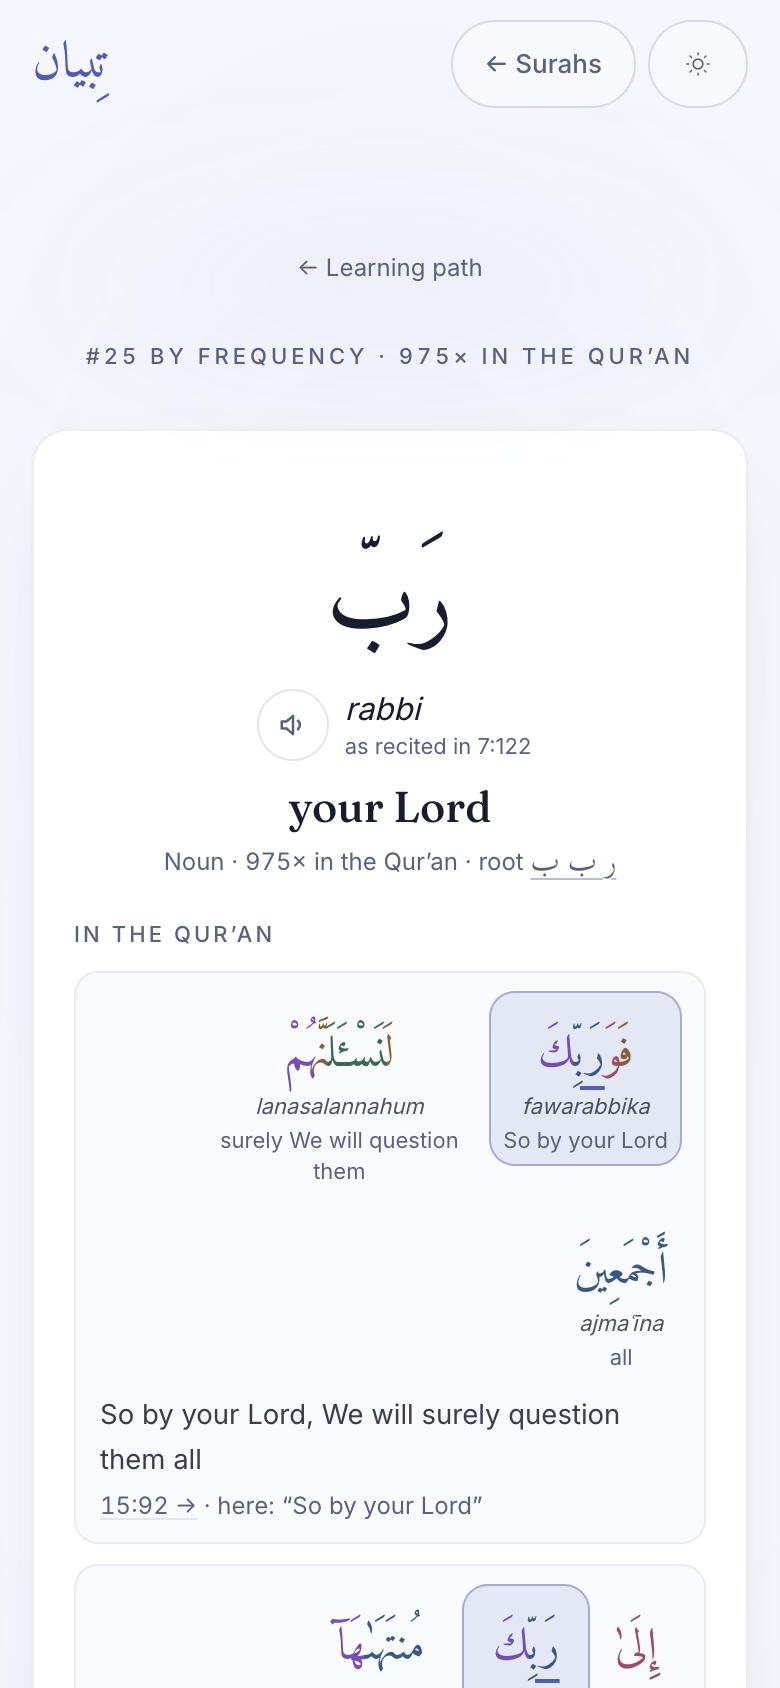 تِبيان
← Surahs
← Learning path
#25 BY FREQUENCY · 975× IN THE QUR’AN
رَبّ
rabbi
as recited in 7:122
your Lord
Noun · 975× in the Qur’an · root ر ب ب
IN THE QUR’AN
فَوَرَبِّكَ لَنَسْـَٔلَنَّهُمْ
fawarabbika lanasalannahum
So by your Lord surely We will question
them
أَجْمَعِينَ
ajmaʿīna
all
So by your Lord, We will surely question
them all
15:92 → · here: “So by your Lord”
إِلَىٰ رَبِّكَ مُنتَهَىٰهَآ